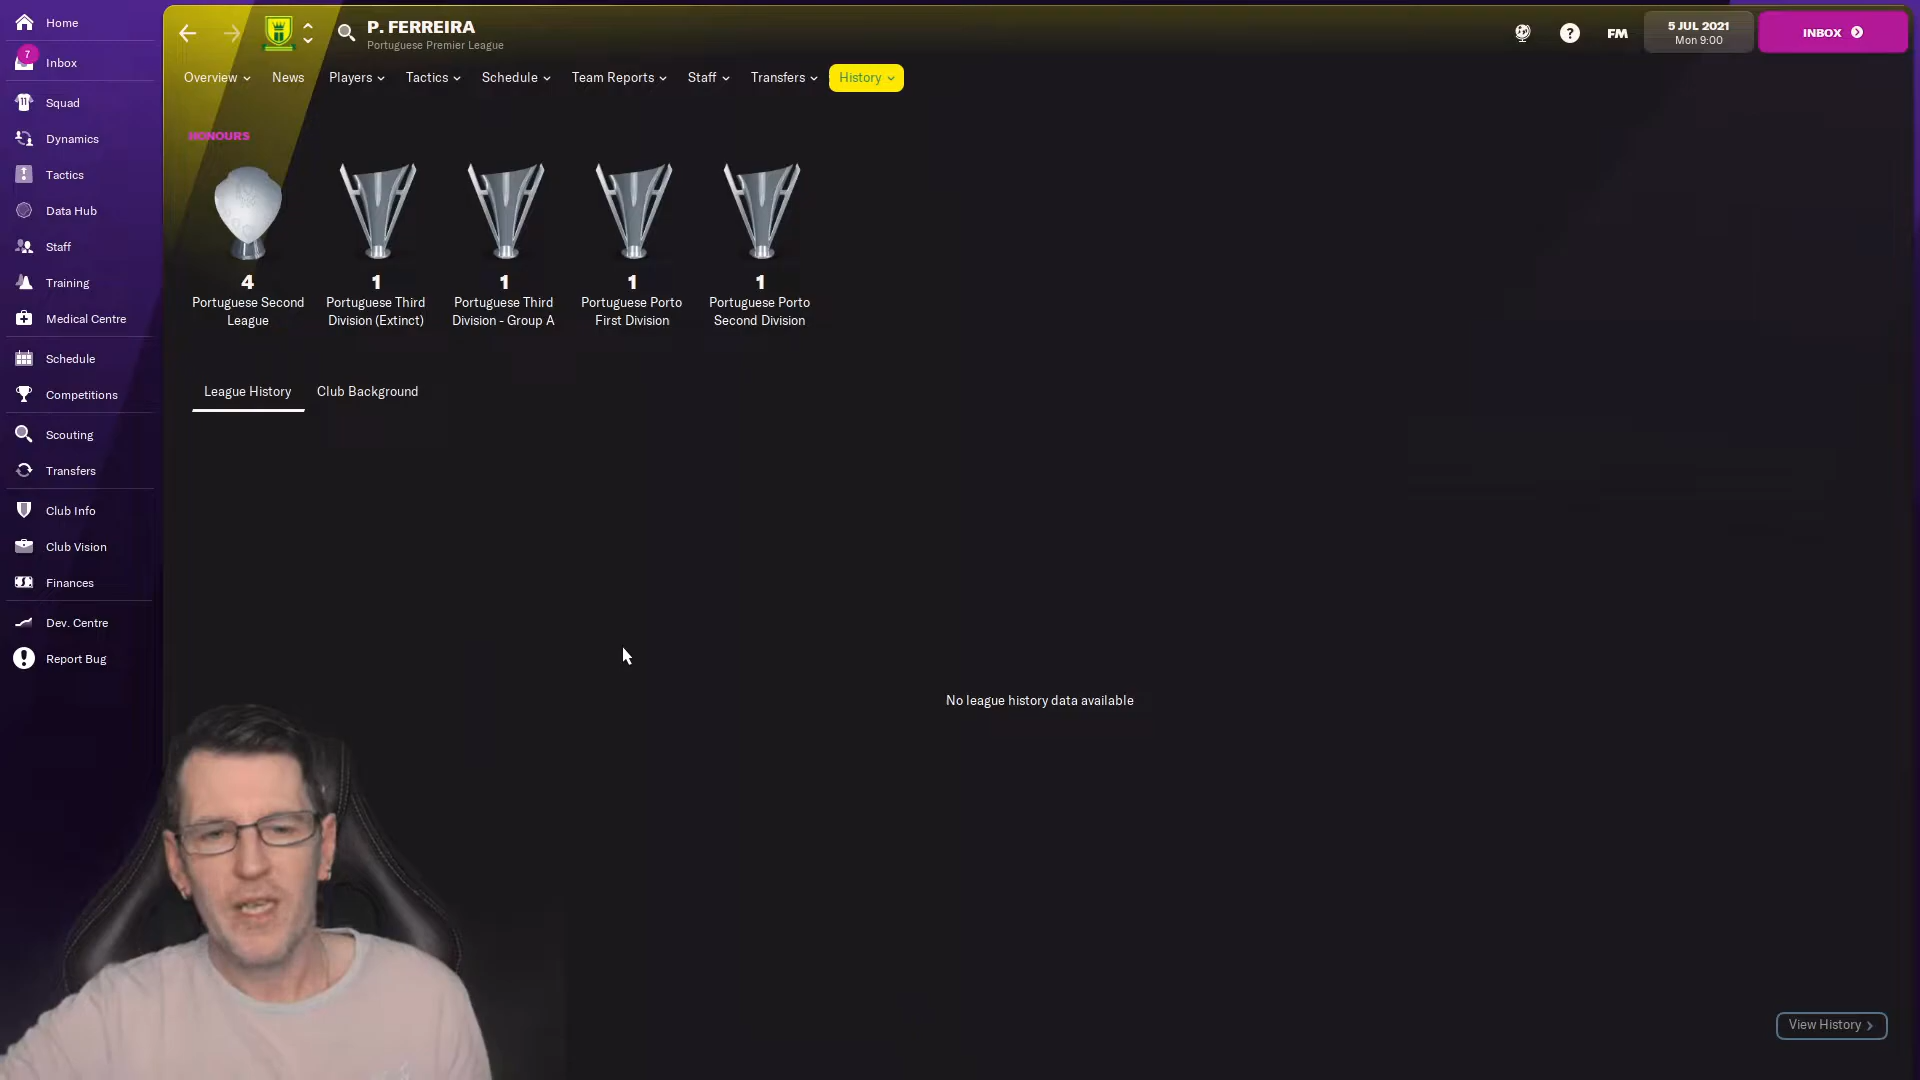 Home
7
Inbox
Squad
Dynamics
Tactics
Data Hub
Staff
Training
Medical Centre
Schedule
Competitions
Scouting
Transfers
Club Info
Club Vision
Finances
Dev. Centre
Report Bug
P. FERREIRA
Portuguese Premier League
FM
5 JUL 2021
Mon 9:00
INBOX
Overview
News
Players
Tactics
Schedule
Team Reports
Staff
Transfers
History
HONOURS
4
Portuguese Second
League
1
Portuguese Third
Division (Extinct)
1
Portuguese Third
Division - Group A
1
Portuguese Porto
First Division
1
Portuguese Porto
Second Division
League History
Club Background
No league history data available
View History